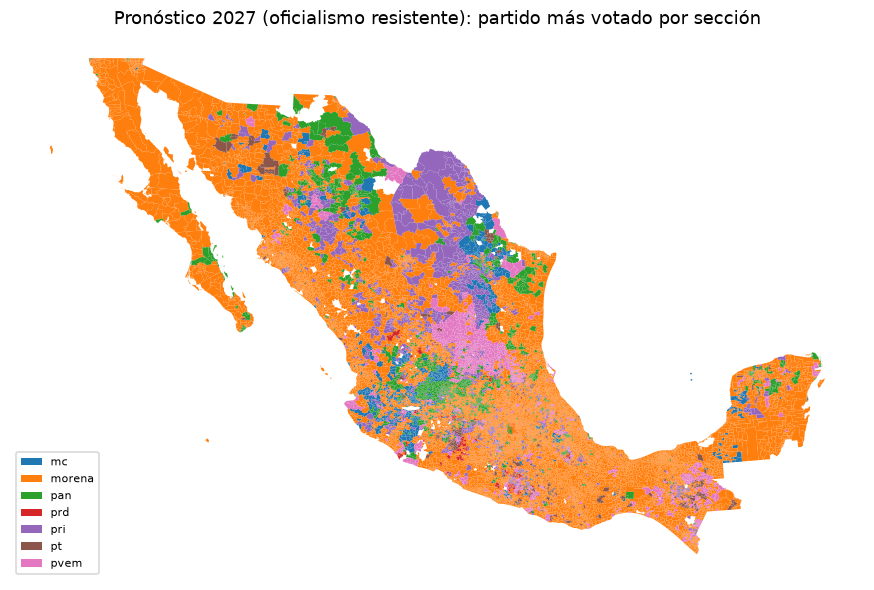 Pronóstico 2027 (oficialismo resistente): partido más votado por sección
mc
morena
pan
prd
pri
pt
pvem